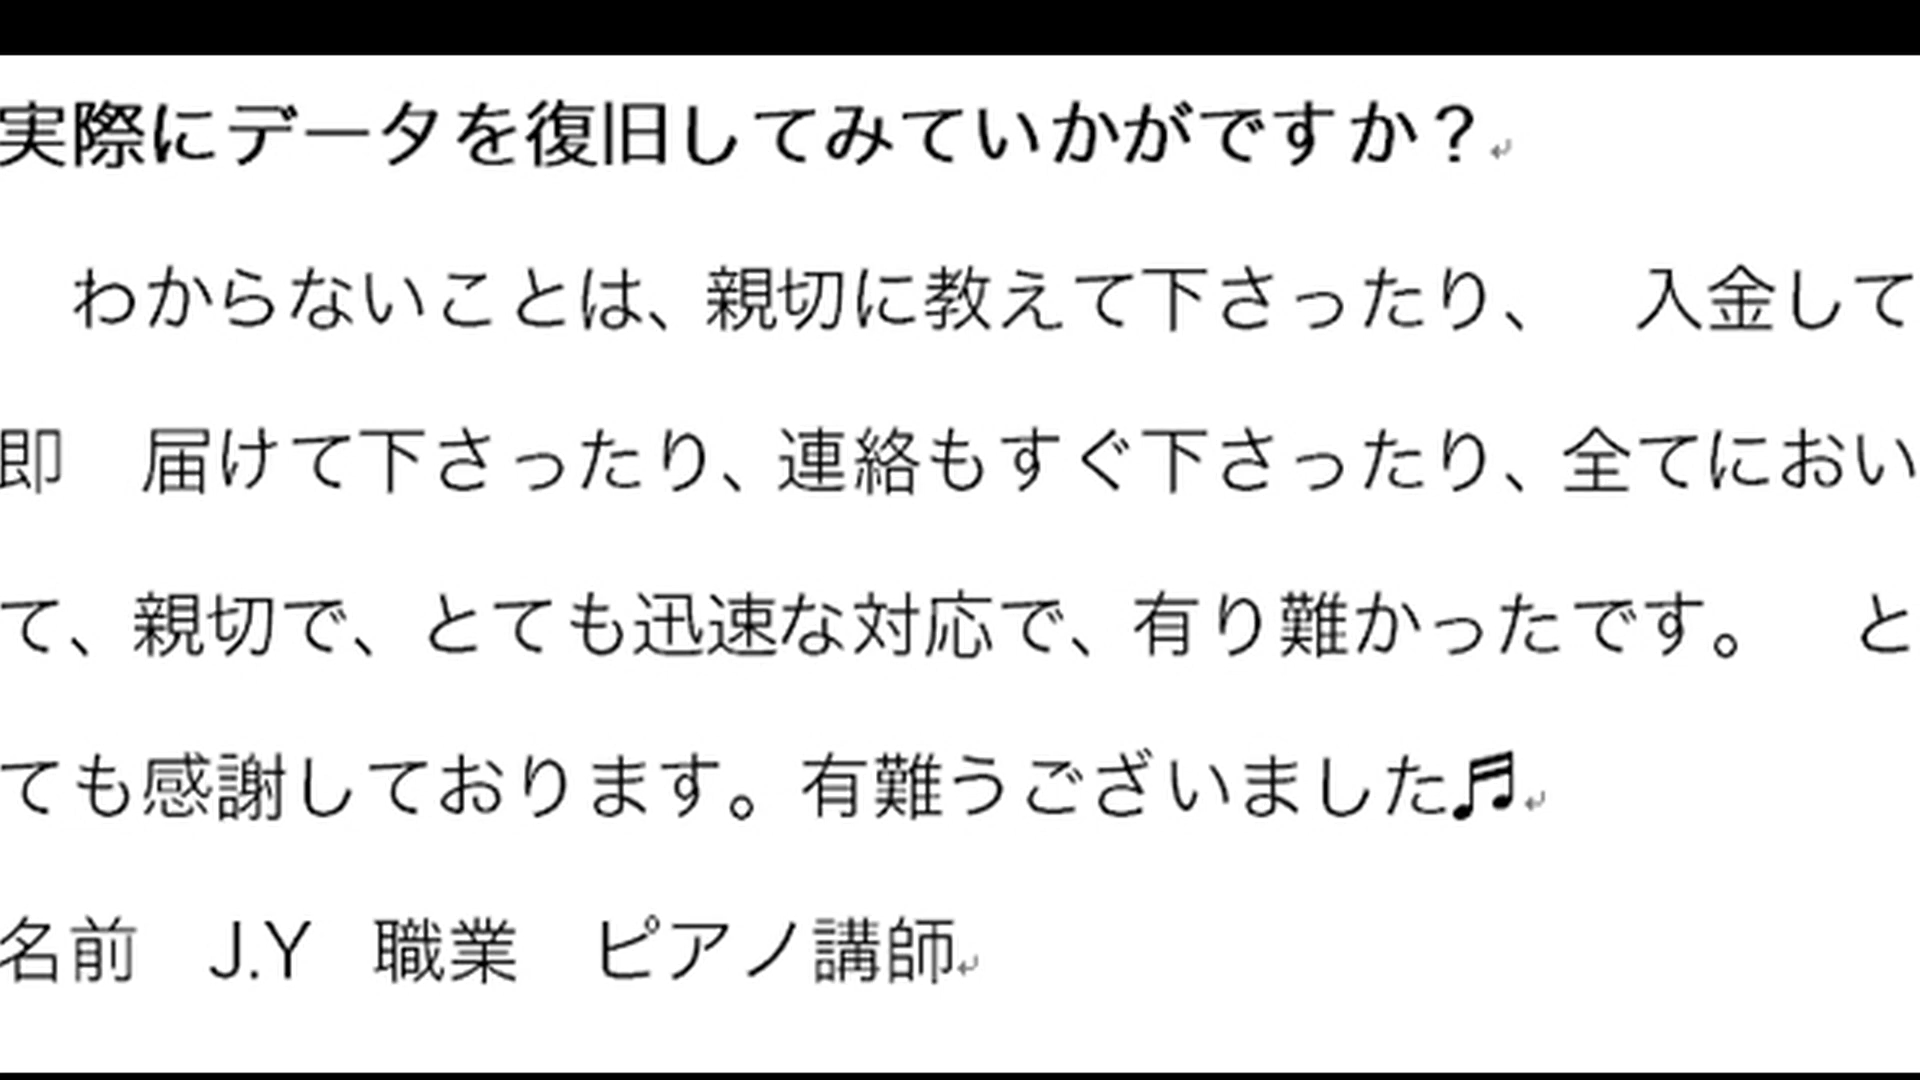 実際にデータを復旧してみていかがですか？
　わからないことは、親切に教えて下さったり、　入金して
即　届けて下さったり、連絡もすぐ下さったり、全てにおい
て、親切で、とても迅速な対応で、有り難かったです。　と
ても感謝しております。有難うございました🎵
名前　J.Y　職業　ピアノ講師